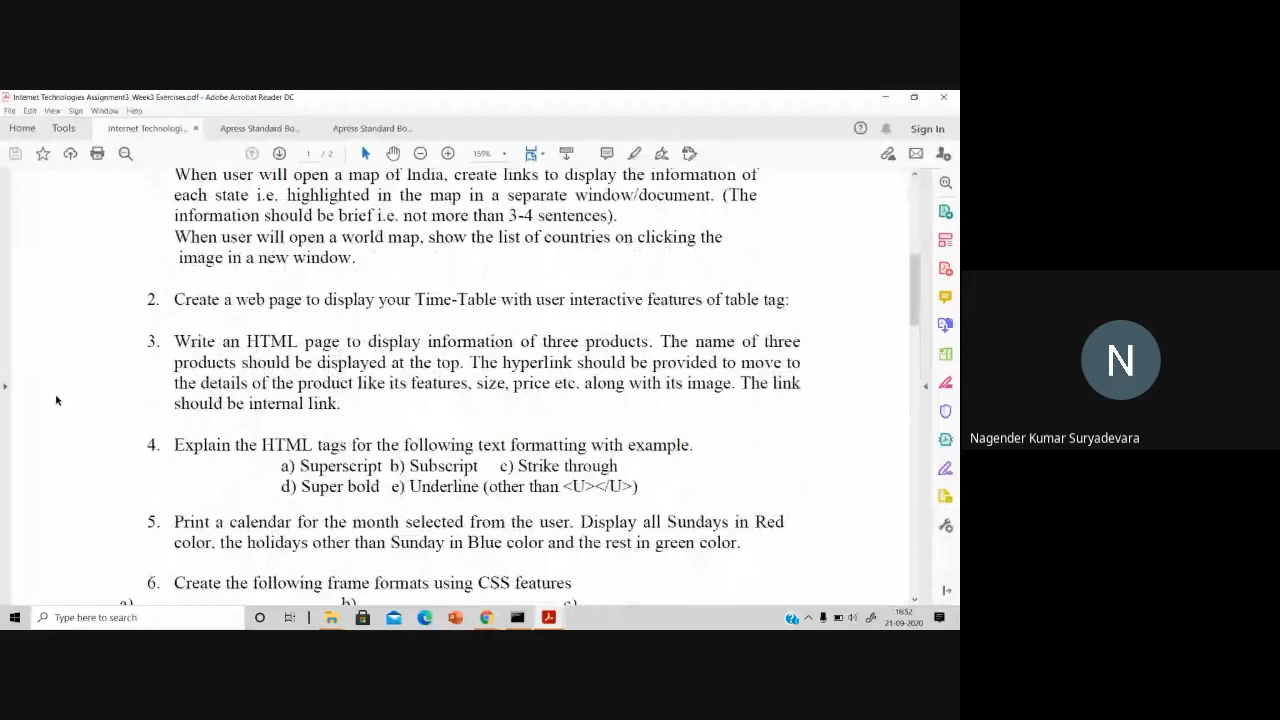 Internet Technologies Assignment3_Week3 Exercises.pdf - Adobe Acrobat Reader DC
File Edit View Sign Window Help
Home Tools Internet Technologi... × Apress Standard Bo... Apress Standard Bo... Sign In
1 / 2 159%
When user will open a map of India, create links to display the information of
each state i.e. highlighted in the map in a separate window/document. (The
information should be brief i.e. not more than 3-4 sentences).
When user will open a world map, show the list of countries on clicking the
image in a new window.
2. Create a web page to display your Time-Table with user interactive features of table tag:
3. Write an HTML page to display information of three products. The name of three
products should be displayed at the top. The hyperlink should be provided to move to
the details of the product like its features, size, price etc. along with its image. The link
should be internal link.
4. Explain the HTML tags for the following text formatting with example.
a) Superscript b) Subscript c) Strike through
d) Super bold e) Underline (other than <U></U>)
5. Print a calendar for the month selected from the user. Display all Sundays in Red
color, the holidays other than Sunday in Blue color and the rest in green color.
6. Create the following frame formats using CSS features
a) b) c)
Type here to search
16:52
21-09-2020
N
Nagender Kumar Suryadevara